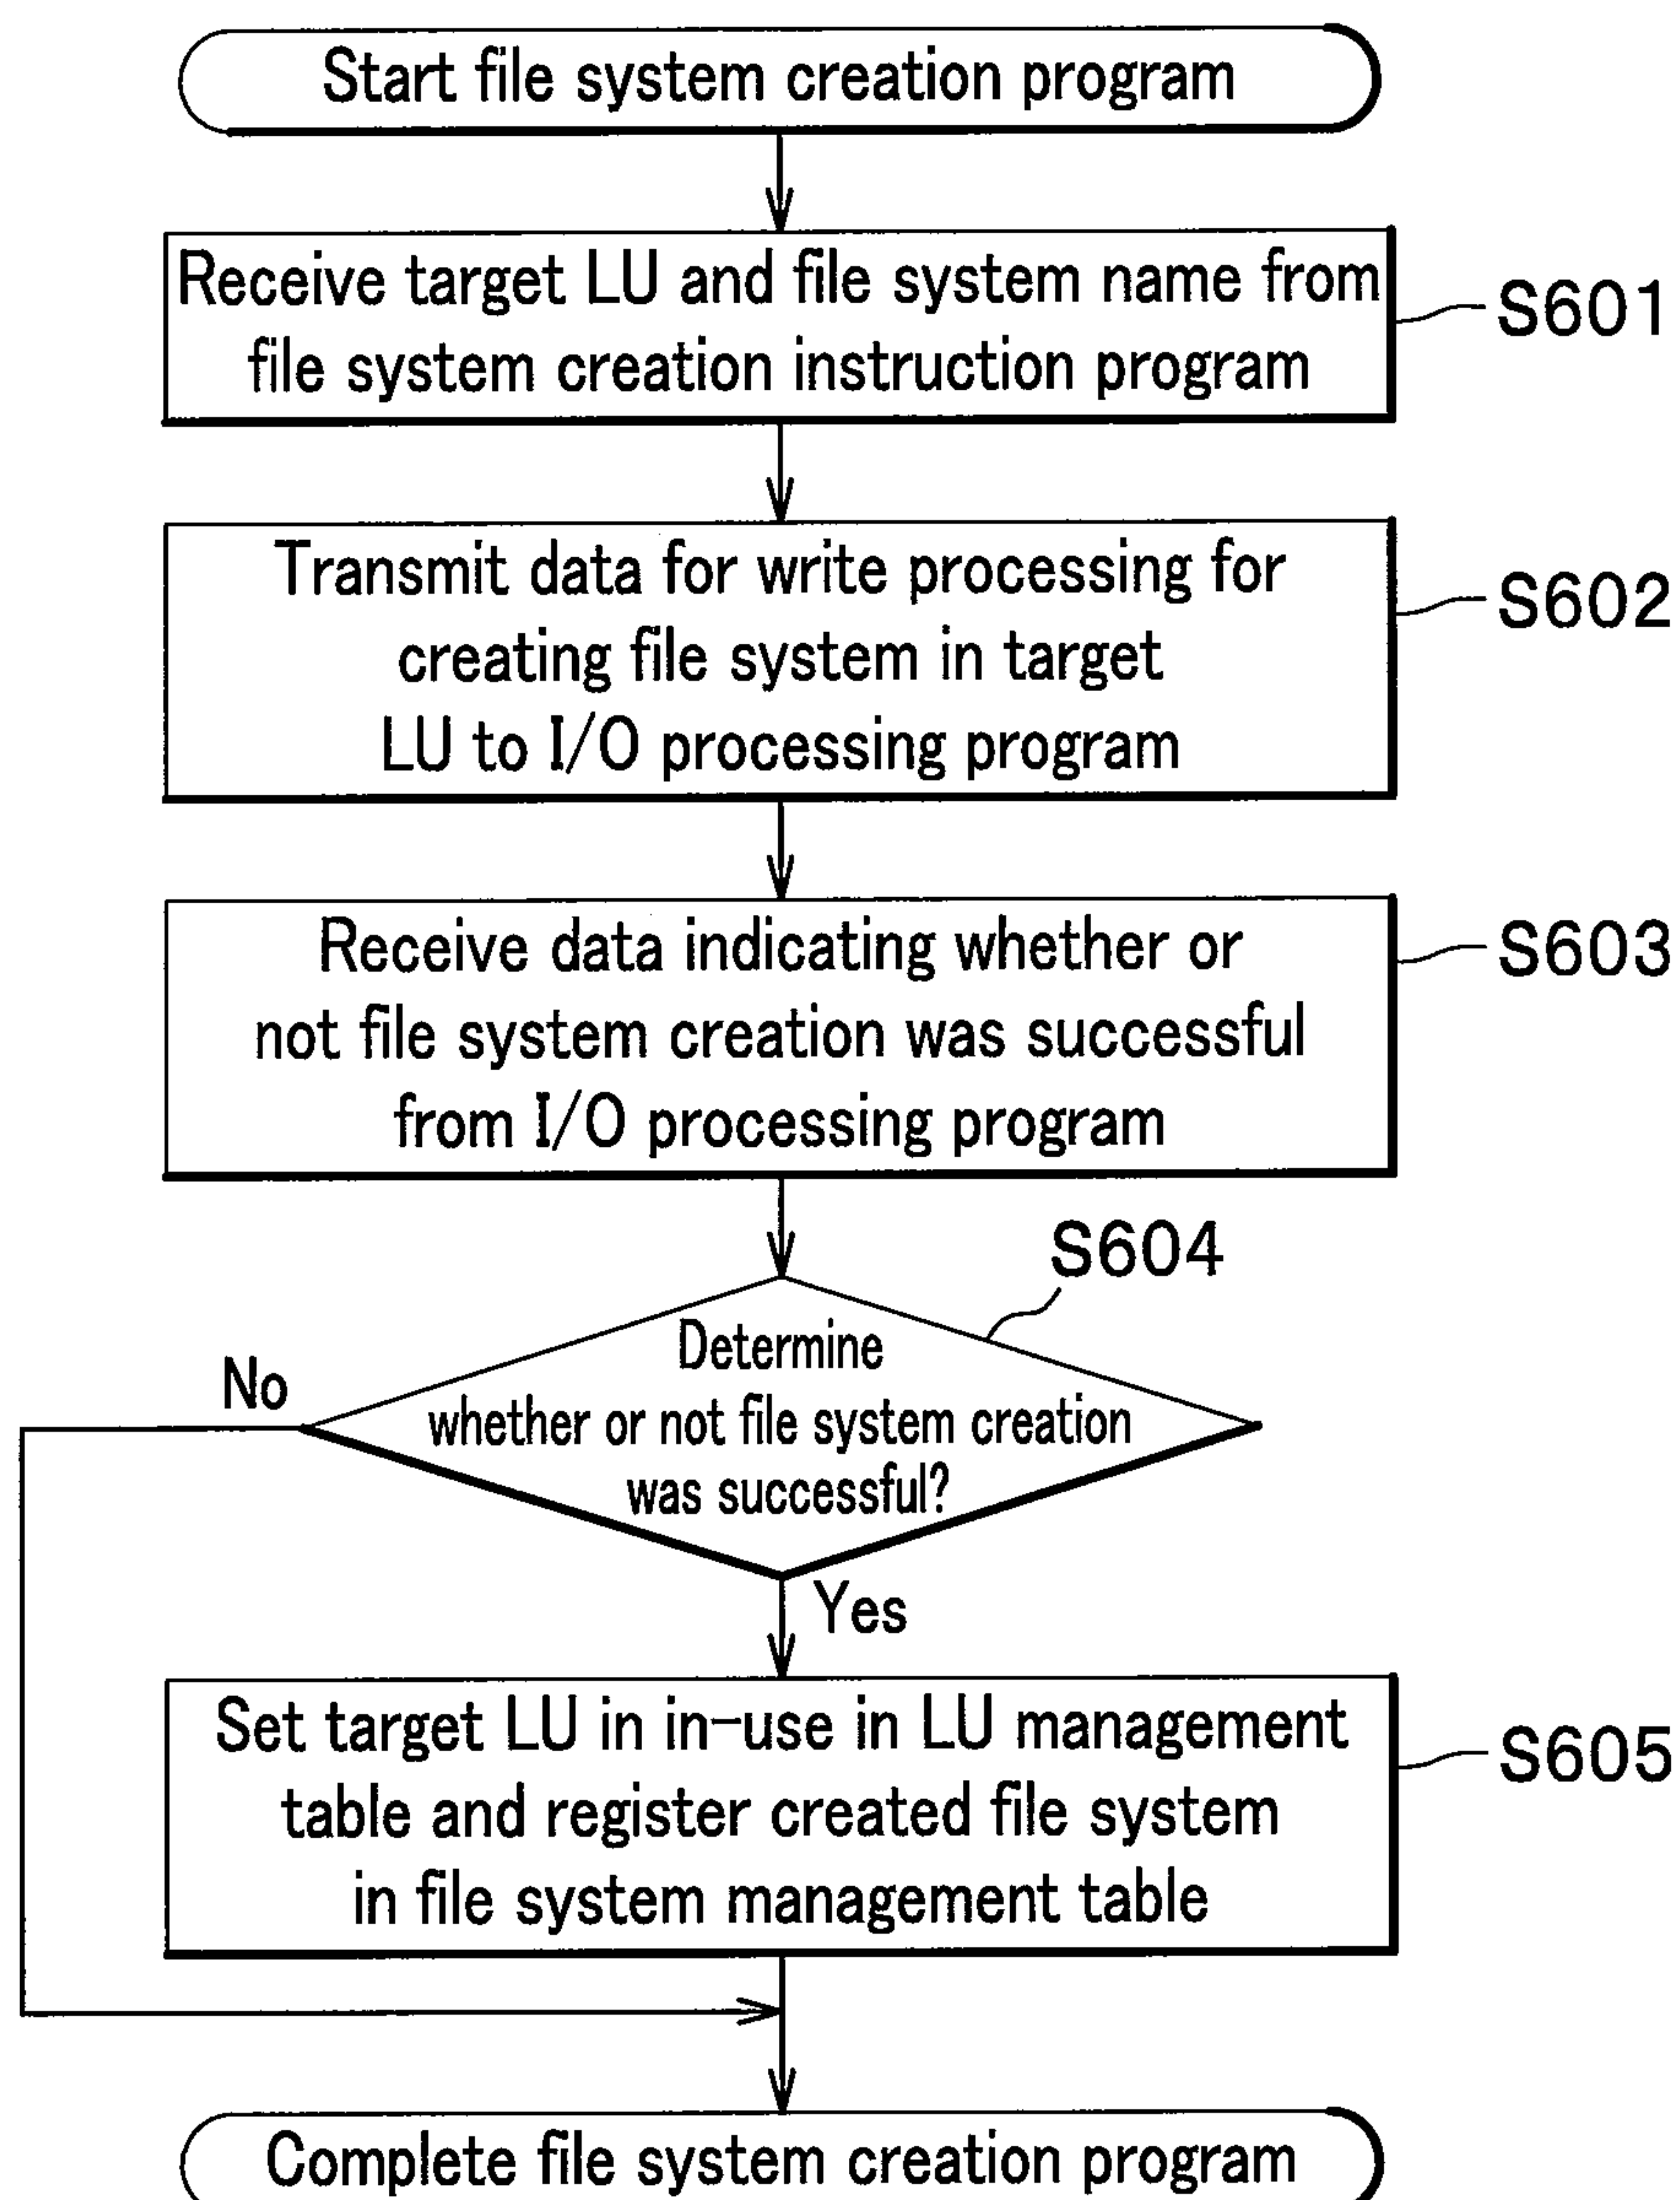 Start file system creation program
Receive target LU and file system name from
file system creation instruction program
S601
Transmit data for write processing for
creating file system in target
LU to I/O processing program
S602
Receive data indicating whether or
not file system creation was successful
from I/O processing program
S603
S604
Determine
whether or not file system creation
was successful?
No
Yes
Set target LU in in-use in LU management
table and register created file system
in file system management table
S605
Complete file system creation program